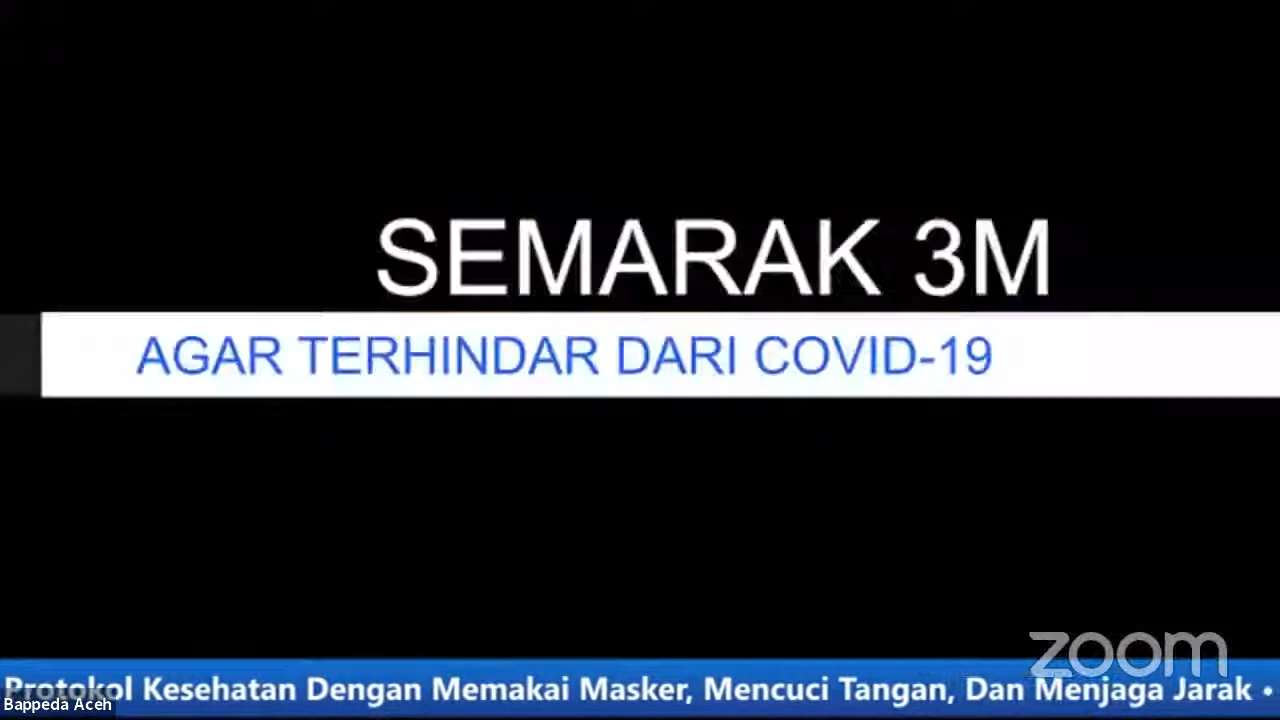 SEMARAK 3M
AGAR TERHINDAR DARI COVID-19
zoom
Protokol Kesehatan Dengan Memakai Masker, Mencuci Tangan, Dan Menjaga Jarak •
Bappeda Aceh